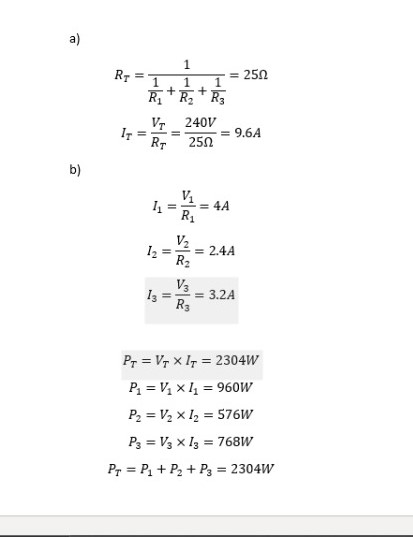 a)
R_T = 1 / (1/R_1 + 1/R_2 + 1/R_3) = 25Ω
I_T = V_T/R_T = 240V/25Ω = 9.6A
b)
I_1 = V_1/R_1 = 4A
I_2 = V_2/R_2 = 2.4A
I_3 = V_3/R_3 = 3.2A
P_T = V_T × I_T = 2304W
P_1 = V_1 × I_1 = 960W
P_2 = V_2 × I_2 = 576W
P_3 = V_3 × I_3 = 768W
P_T = P_1 + P_2 + P_3 = 2304W